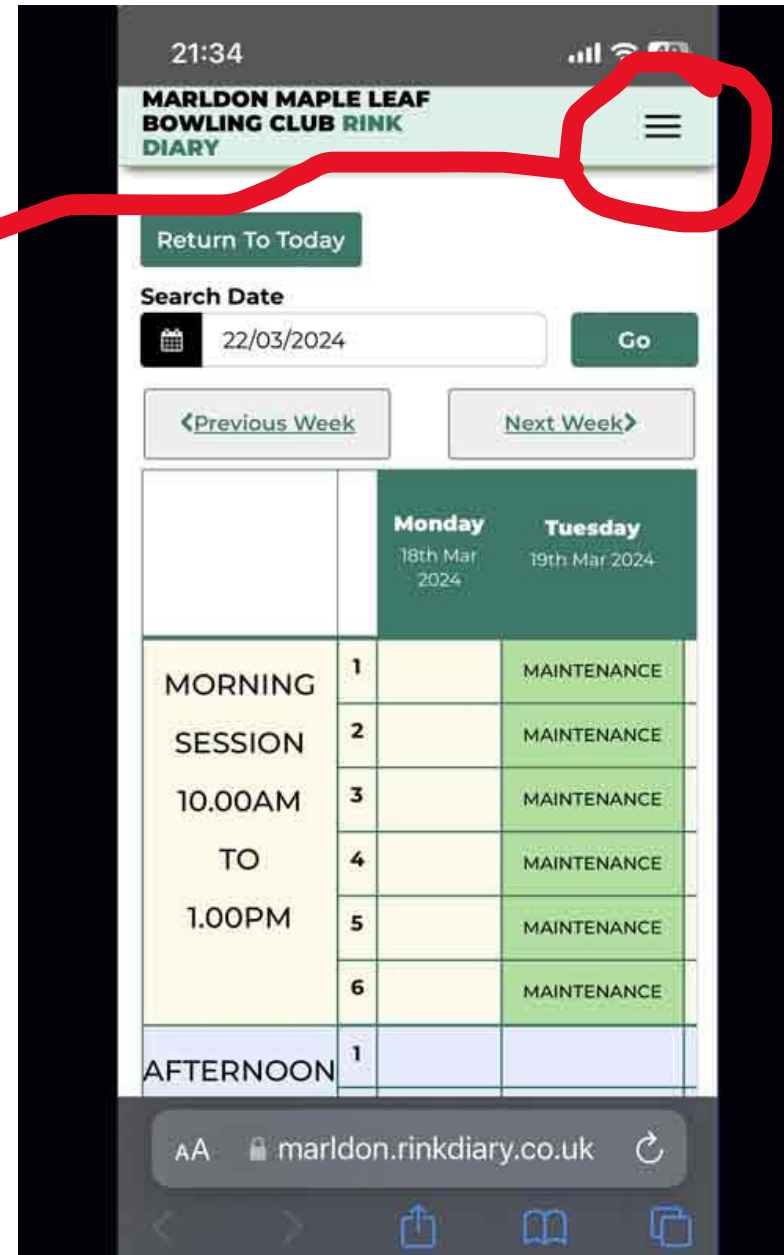 21:34
MARLDON MAPLE LEAF
BOWLING CLUB RINK
DIARY
Return To Today
Search Date
22/03/2024
Go
Previous Week
Next Week
Monday
18th Mar
2024
Tuesday
19th Mar 2024
MORNING
SESSION
10.00AM
TO
1.00PM
1
MAINTENANCE
2
MAINTENANCE
3
MAINTENANCE
4
MAINTENANCE
5
MAINTENANCE
6
MAINTENANCE
AFTERNOON
1
AA marldon.rinkdiary.co.uk